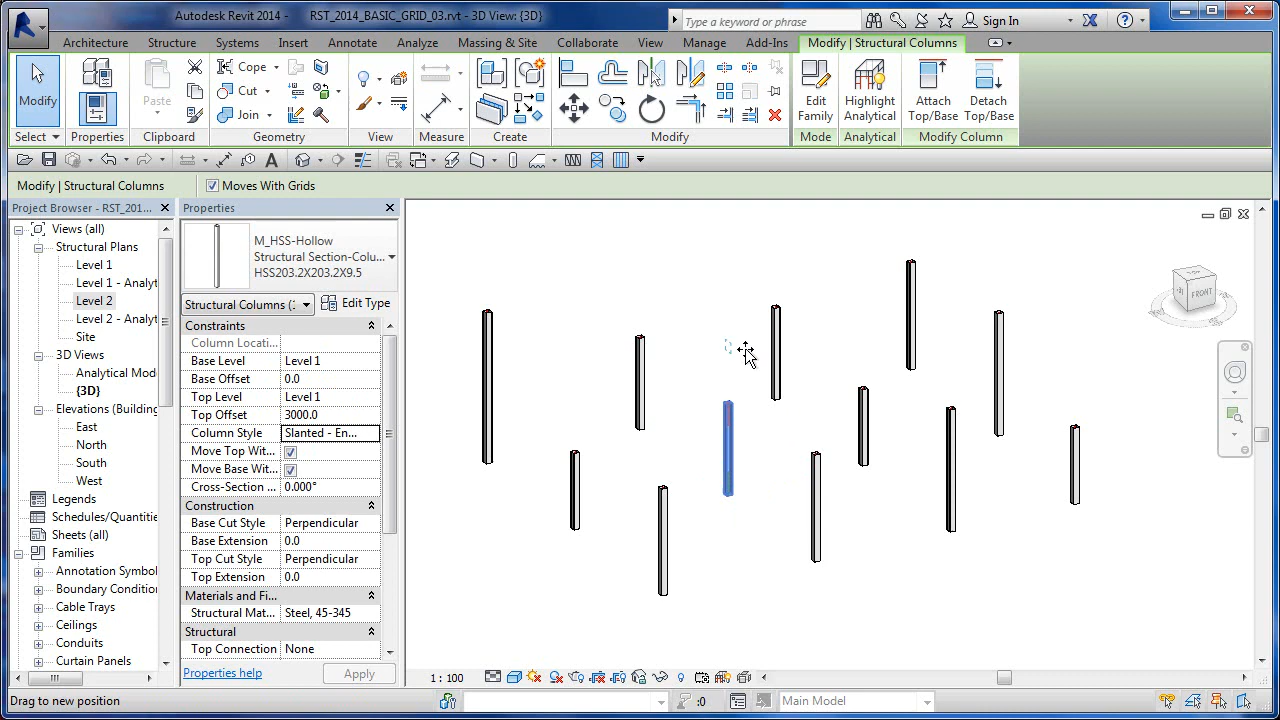 Autodesk Revit 2014 - RST_2014_BASIC_GRID_03.rvt - 3D View: {3D}
Type a keyword or phrase
Sign In
Architecture Structure Systems Insert Annotate Analyze Massing & Site Collaborate View Manage Add-Ins Modify | Structural Columns
Modify
Properties
Paste
Cope
Cut
Join
Edit Family
Highlight Analytical
Attach Top/Base
Detach Top/Base
Select Properties Clipboard Geometry View Measure Create Modify Mode Analytical Modify Column
Modify | Structural Columns Moves With Grids
Project Browser - RST_201...
Views (all)
Structural Plans
Level 1
Level 1 - Analyt
Level 2
Level 2 - Analyt
Site
3D Views
Analytical Mod
{3D}
Elevations (Building
East
North
South
West
Legends
Schedules/Quantitie
Sheets (all)
Families
Annotation Symbo
Boundary Conditio
Cable Trays
Ceilings
Conduits
Curtain Panels
Properties
M_HSS-Hollow
Structural Section-Colu...
HSS203.2X203.2X9.5
Structural Columns (1
Edit Type
Constraints
Column Locati...
Base Level Level 1
Base Offset 0.0
Top Level Level 1
Top Offset 3000.0
Column Style Slanted - En...
Move Top Wit...
Move Base Wit...
Cross-Section ... 0.000°
Construction
Base Cut Style Perpendicular
Base Extension 0.0
Top Cut Style Perpendicular
Top Extension 0.0
Materials and Fi...
Structural Mat... Steel, 45-345
Structural
Top Connection None
Properties help
Apply
TOP
FRONT
1 : 100
Drag to new position
:0
Main Model